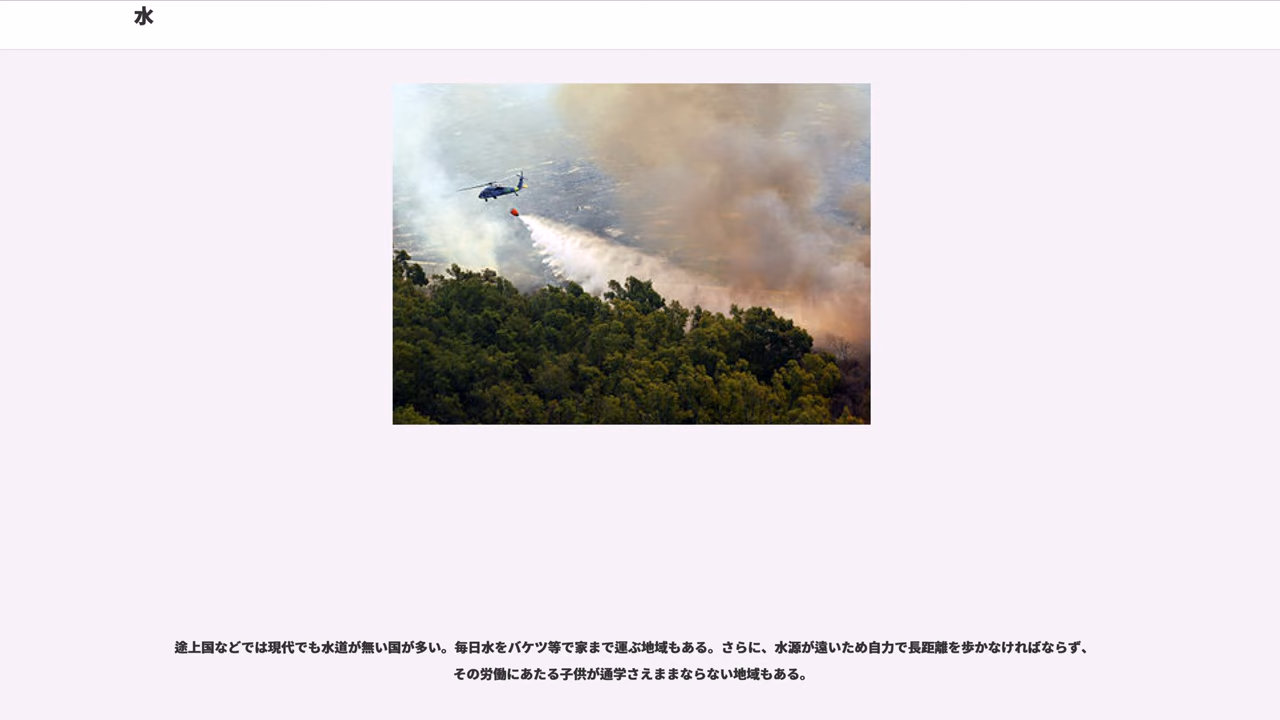 水
途上国などでは現代でも水道が無い国が多い。毎日水をバケツ等で家まで運ぶ地域もある。さらに、水源が遠いため自力で長距離を歩かなければならず、
その労働にあたる子供が通学さえままならない地域もある。